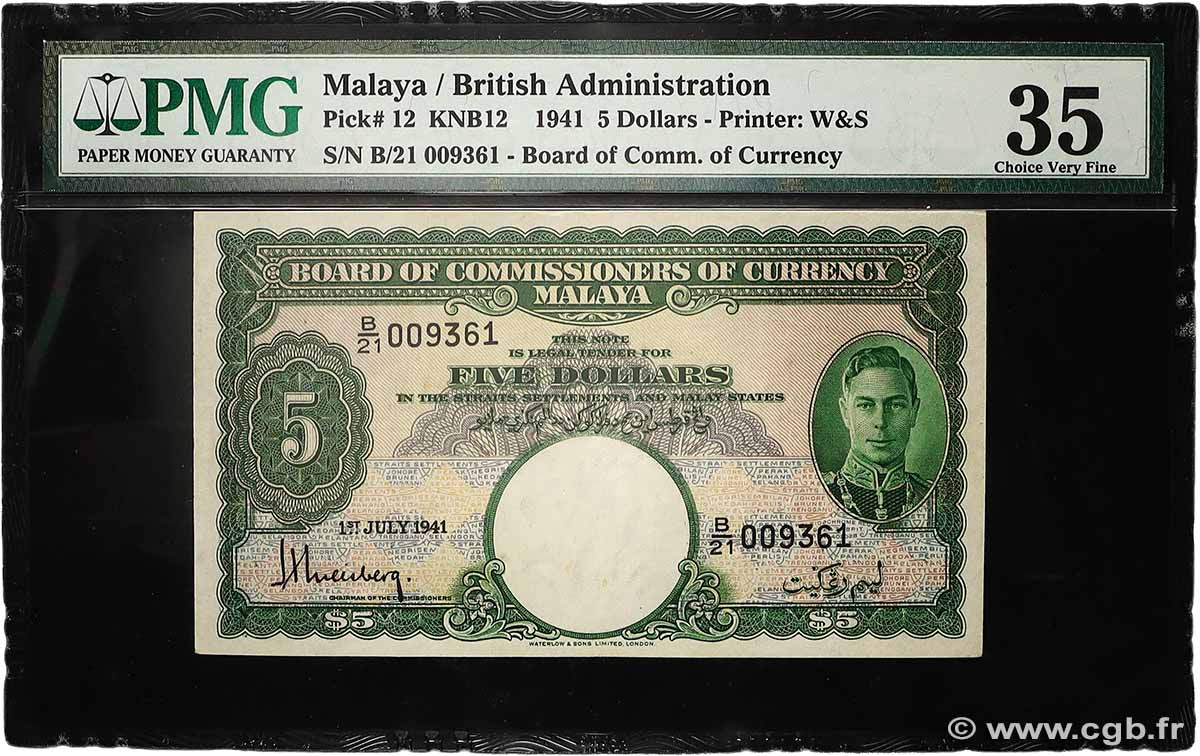 PMG
PAPER MONEY GUARANTY
Malaya / British Administration
Pick# 12 KNB12 1941 5 Dollars - Printer: W&S
S/N B/21 009361 - Board of Comm. of Currency
35
Choice Very Fine
BOARD OF COMMISSIONERS OF CURRENCY
MALAYA
B/21 009361
THIS NOTE
IS LEGAL TENDER FOR
FIVE DOLLARS
IN THE STRAITS SETTLEMENTS AND MALAY STATES
5
1ST JULY 1941
B/21 009361
CHAIRMAN OF THE COMMISSIONERS
$5
$5
WATERLOW & SONS LIMITED, LONDON.
© www.cgb.fr